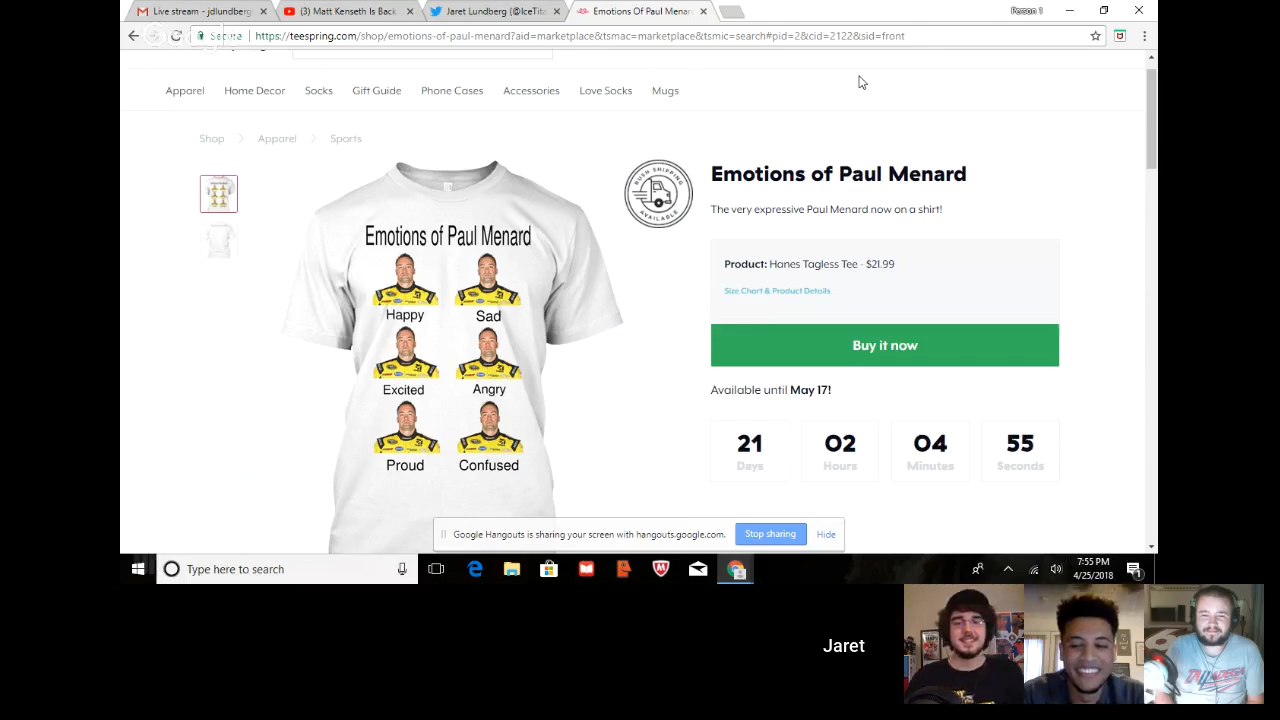 Live stream - jdlundberg
(3) Matt Kenseth Is Back
Jaret Lundberg (@IceTita
Emotions Of Paul Menar
Person 1
Secure
https://teespring.com/shop/emotions-of-paul-menard?aid=marketplace&tsmac=marketplace&tsmic=search#pid=2&cid=2122&sid=front
Apparel Home Decor Socks Gift Guide Phone Cases Accessories Love Socks Mugs
Shop Apparel Sports
RUSH SHIPPING
AVAILABLE
Emotions of Paul Menard
The very expressive Paul Menard now on a shirt!
Product: Hanes Tagless Tee - $21.99
Size Chart & Product Details
Buy it now
Available until May 17!
21 02 04 55
Days Hours Minutes Seconds
Emotions of Paul Menard
Happy Sad
Excited Angry
Proud Confused
Google Hangouts is sharing your screen with hangouts.google.com.
Stop sharing
Hide
Type here to search
7:55 PM
4/25/2018
1
Jaret
TALLADEGA